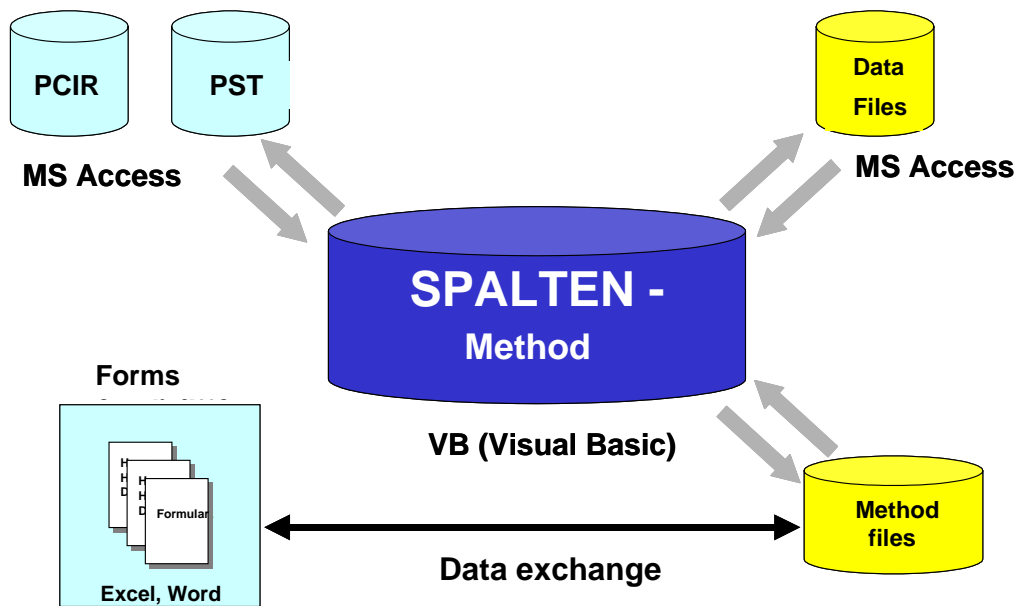 PCIR
PST
Data
Files
MS Access
MS Access
SPALTEN -
Method
Forms
VB (Visual Basic)
H
H
D
H
H
D
Formular
Method
files
Data exchange
Excel, Word